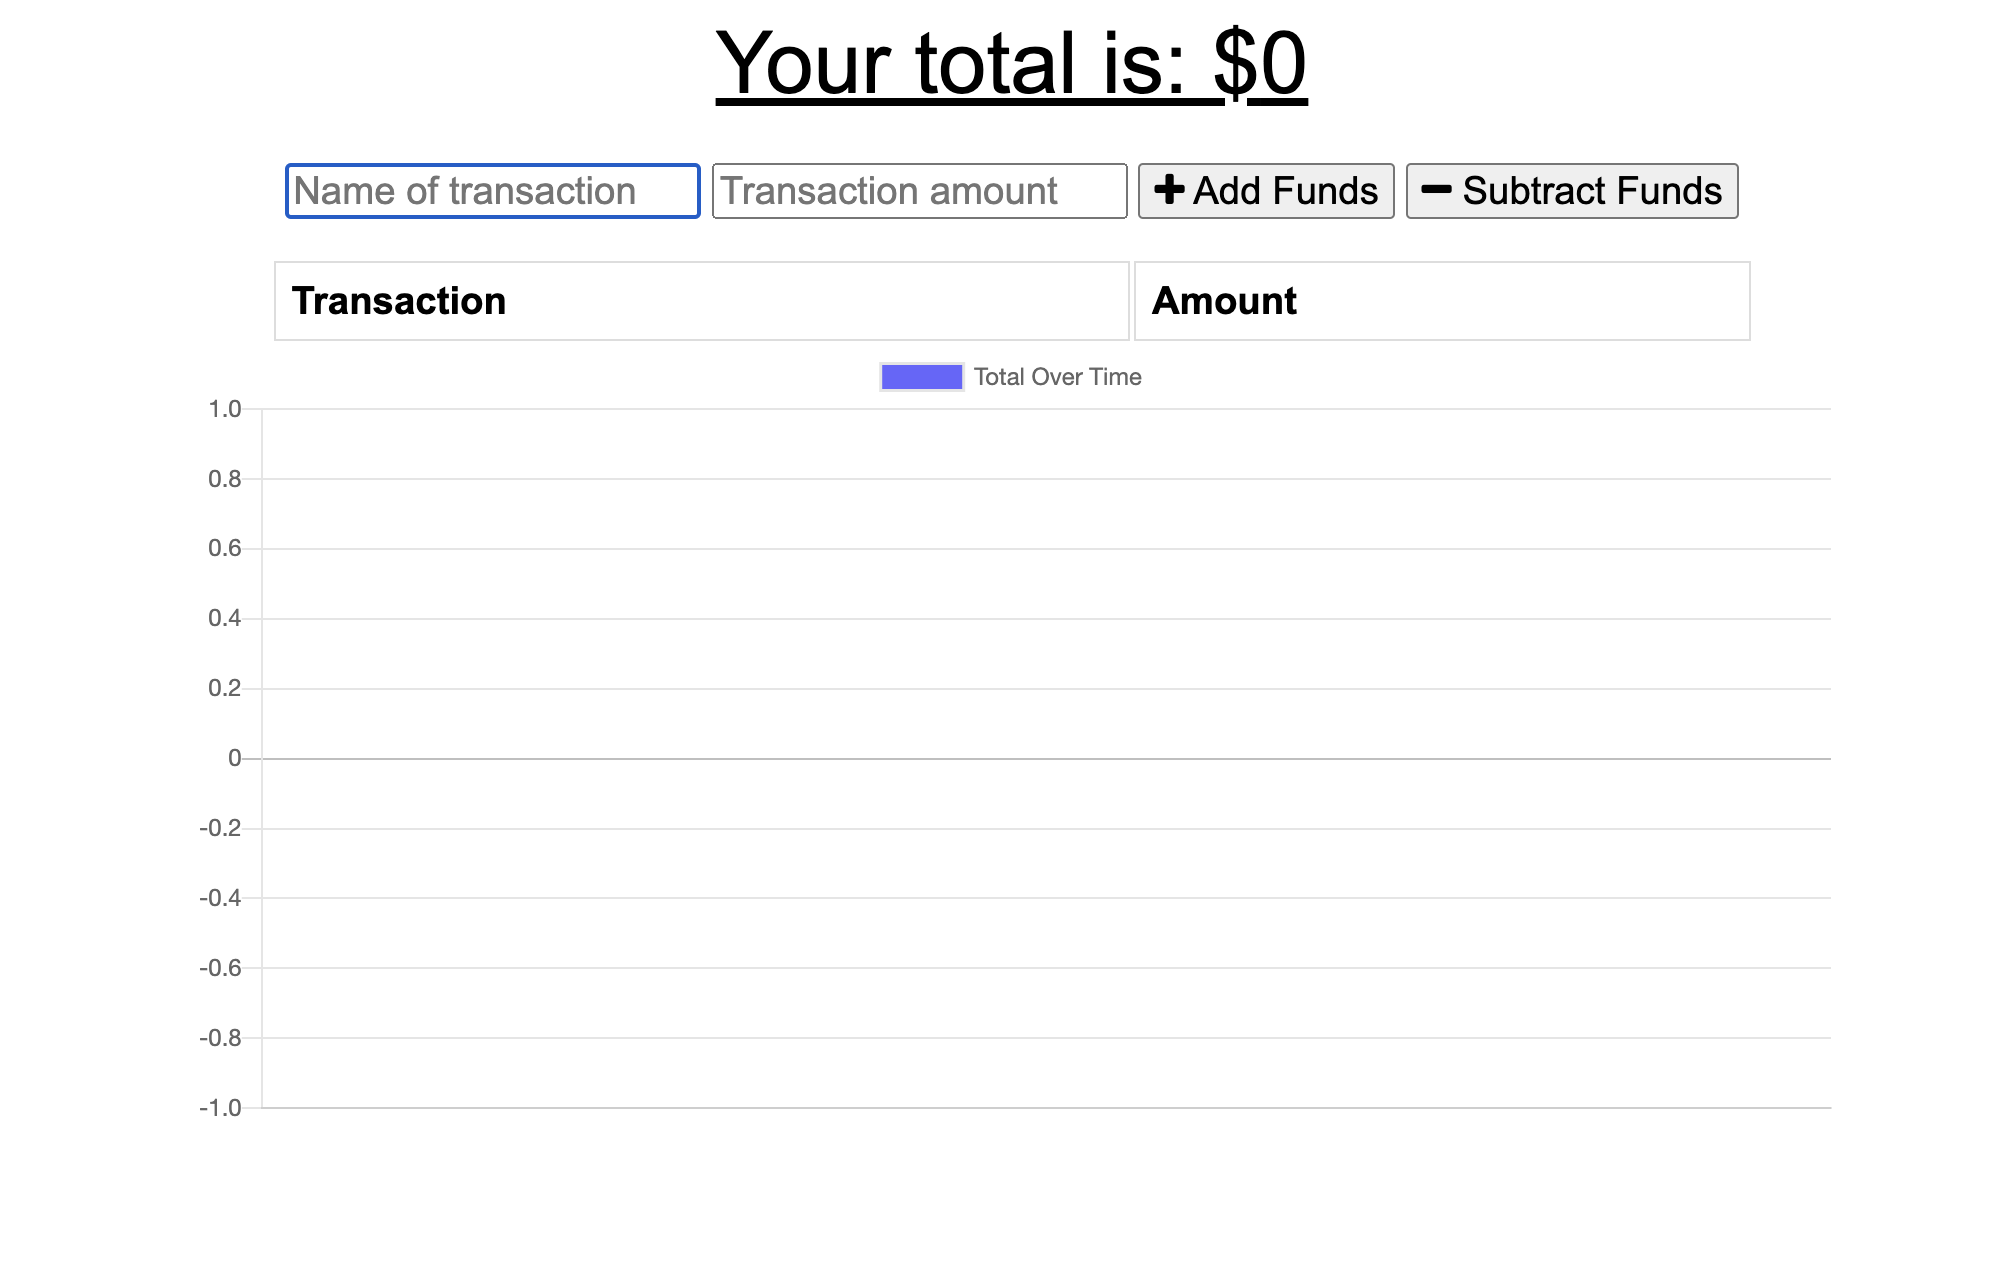 Your total is: $0
Name of transaction Transaction amount Add Funds Subtract Funds
Transaction Amount
Total Over Time
1.0
0.8
0.6
0.4
0.2
0
-0.2
-0.4
-0.6
-0.8
-1.0